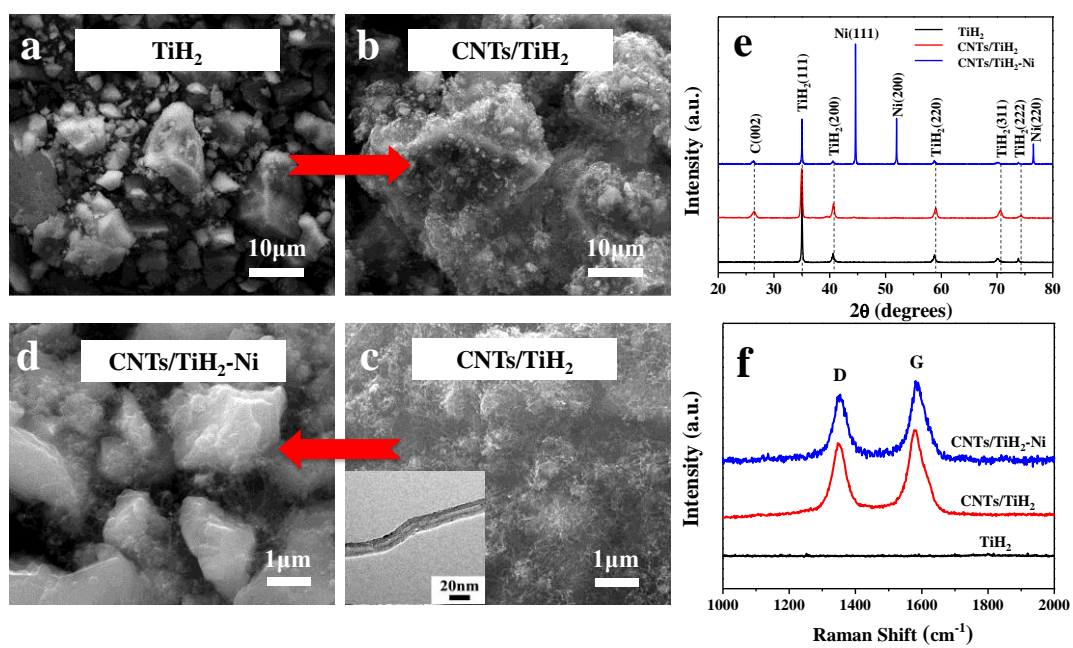 a
TiH2
10μm
b
CNTs/TiH2
10μm
e
TiH2
CNTs/TiH2
CNTs/TiH2-Ni
C(002)
TiH2(111)
TiH2(200)
Ni(111)
Ni(200)
TiH2(220)
TiH2(311)
TiH2(222)
Ni(220)
Intensity (a.u.)
20 30 40 50 60 70 80
2θ (degrees)
d
CNTs/TiH2-Ni
1μm
c
CNTs/TiH2
20nm
1μm
f
D
G
CNTs/TiH2-Ni
CNTs/TiH2
TiH2
Intensity (a.u.)
1000 1200 1400 1600 1800 2000
Raman Shift (cm-1)